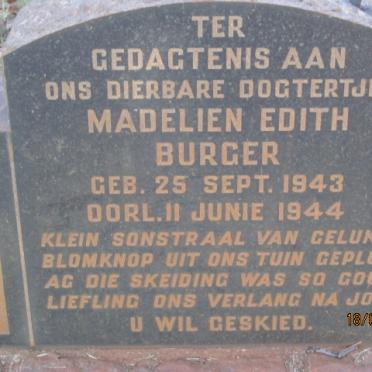 TER
GEDAGTENIS AAN
ONS DIERBARE DOGTERTJIE
MADELIEN EDITH
BURGER
GEB. 25 SEPT. 1943
OORL. 11 JUNIE 1944
KLEIN SONSTRAAL VAN
BLOMKNOP UIT ONS TUIN
AG DIE SKEIDING WAS SO
LIEFLING ONS VERLANG NA
U WIL GESKIED.